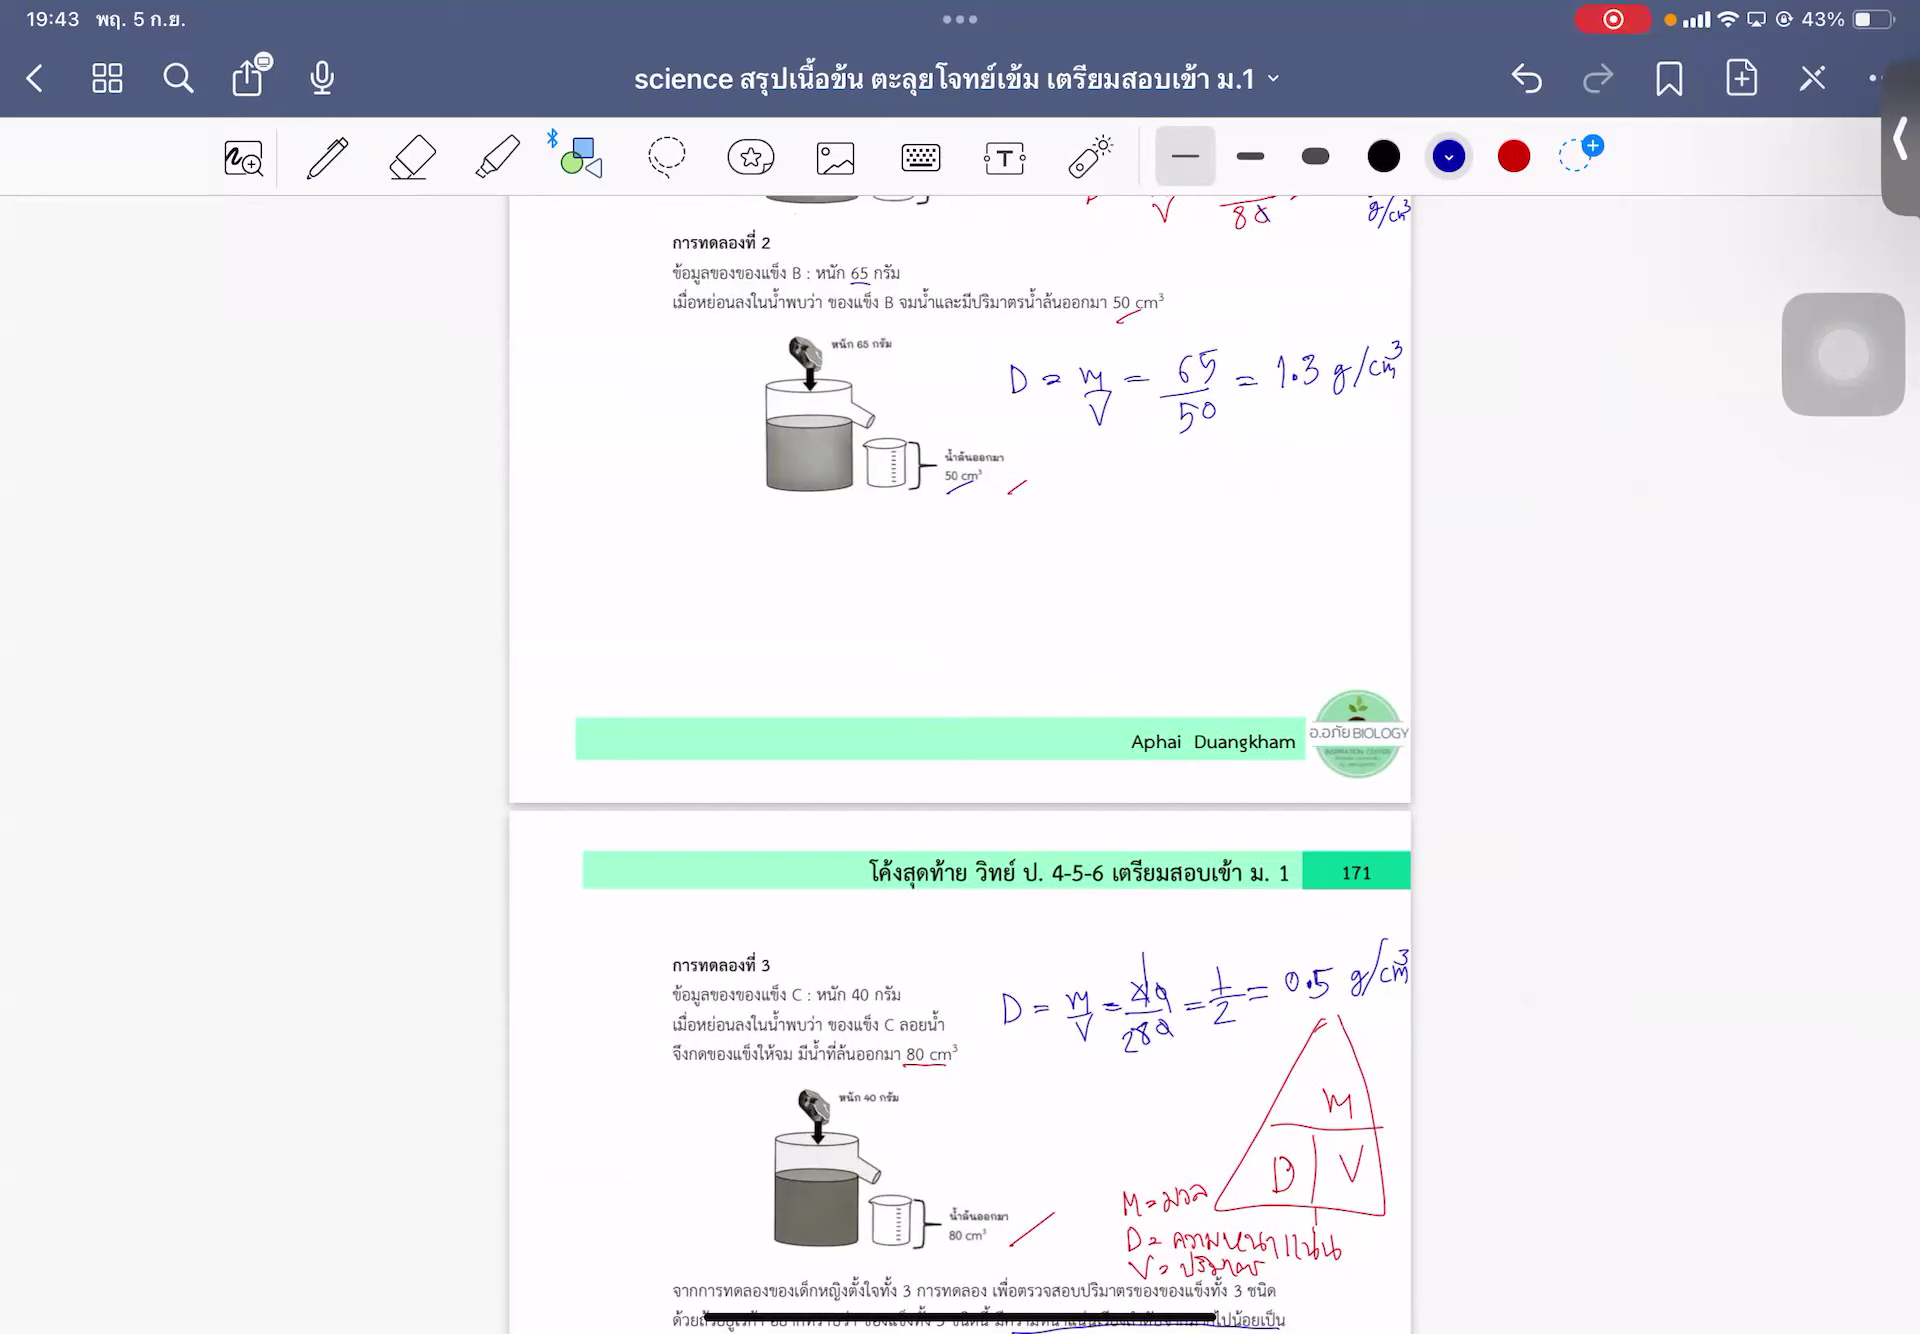 19:43 พฤ. 5 ก.ย.
43%
science สรุปเนื้อข้น ตะลุยโจทย์เข้ม เตรียมสอบเข้า ม.1
T
V 8 g/cm³
การทดลองที่ 2
ข้อมูลของของแข็ง B : หนัก 65 กรัม
เมื่อหย่อนลงในน้ำพบว่า ของแข็ง B จมน้ำและมีปริมาตรน้ำล้นออกมา 50 cm³
หนัก 65 กรัม
D = m/V = 65/50 = 1.3 g/cm³
น้ำล้นออกมา
50 cm³
Aphai Duangkham
อ.อภัย BIOLOGY
INSPIRATION CENTER
โค้งสุดท้าย วิทย์ ป. 4-5-6 เตรียมสอบเข้า ม. 1
171
การทดลองที่ 3
ข้อมูลของของแข็ง C : หนัก 40 กรัม
เมื่อหย่อนลงในน้ำพบว่า ของแข็ง C ลอยน้ำ
จึงกดของแข็งให้จม มีน้ำที่ล้นออกมา 80 cm³
D = m/V = 40/80 = 1/2 = 0.5 g/cm³
หนัก 40 กรัม
น้ำล้นออกมา
80 cm³
M
D V
M = มวล
D = ความหนาแน่น
V = ปริมาตร
จากการทดลองของเด็กหญิงตั้งใจทั้ง 3 การทดลอง เพื่อตรวจสอบปริมาตรของของแข็งทั้ง 3 ชนิด
ไปน้อยเป็น